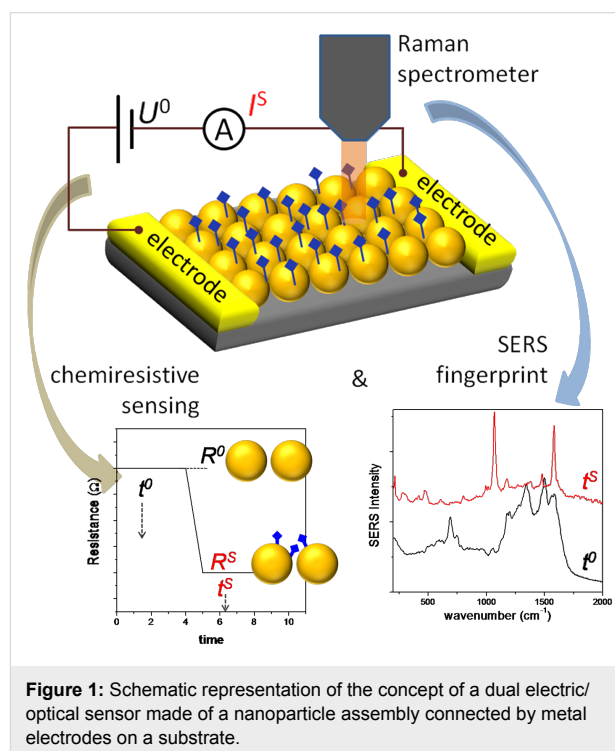 Raman
spectrometer
U⁰
Iˢ
A
electrode
electrode
chemiresistive
sensing
&
SERS
fingerprint
Resistance (Ω)
R⁰
t⁰
Rˢ
tˢ
0 2 4 6 8 10
time
SERS Intensity
tˢ
t⁰
500 1000 1500 2000
wavenumber (cm⁻¹)
Figure 1: Schematic representation of the concept of a dual electric/
optical sensor made of a nanoparticle assembly connected by metal
electrodes on a substrate.